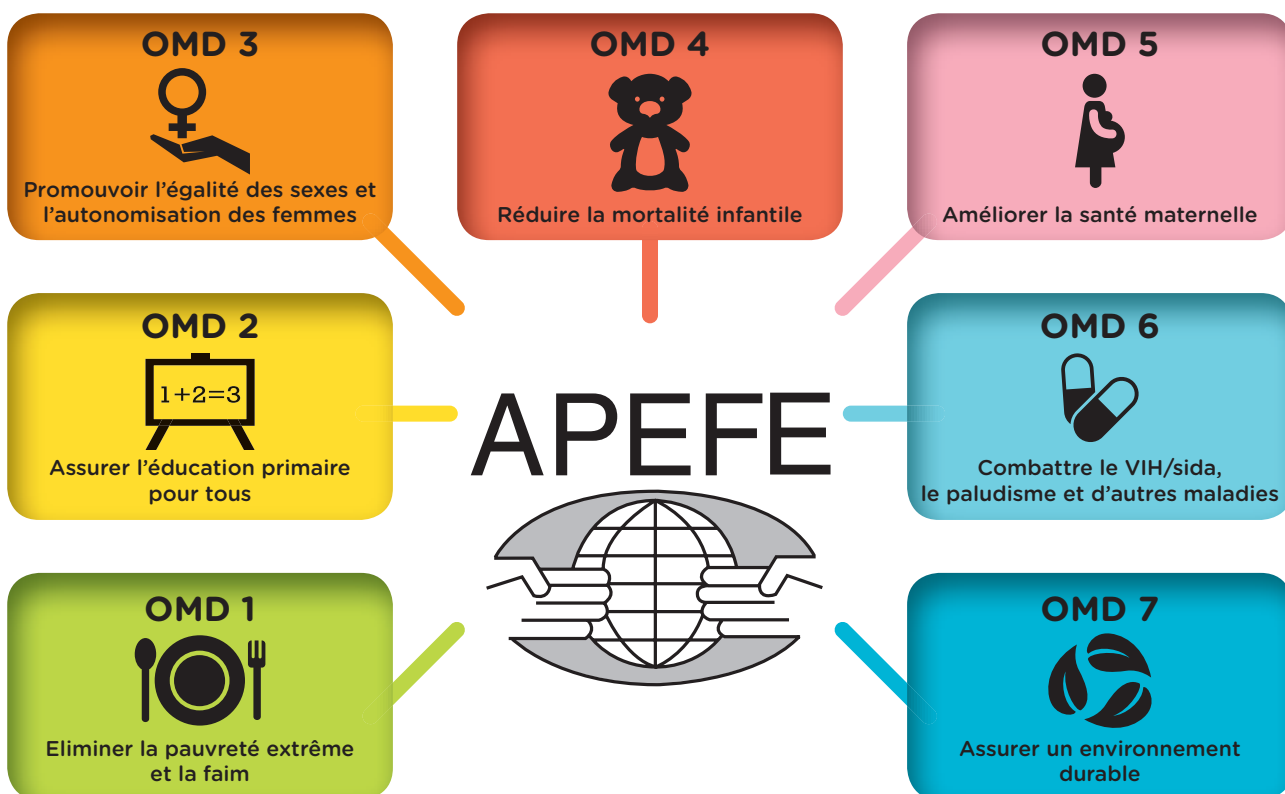 OMD 3
Promouvoir l'égalité des sexes et
l'autonomisation des femmes
OMD 4
Réduire la mortalité infantile
OMD 5
Améliorer la santé maternelle
OMD 2
1+2=3
Assurer l'éducation primaire
pour tous
APEFE
OMD 6
Combattre le VIH/sida,
le paludisme et d'autres maladies
OMD 1
Eliminer la pauvreté extrême
et la faim
OMD 7
Assurer un environnement
durable